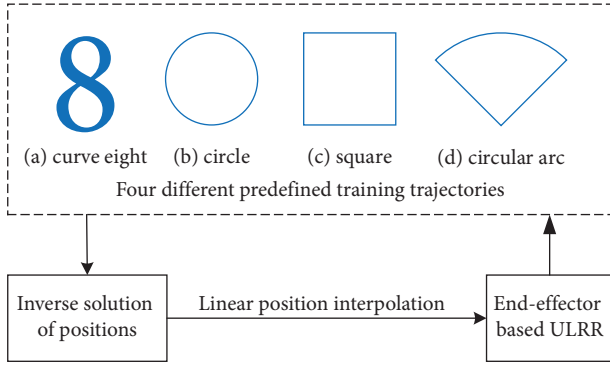 8
(a) curve eight (b) circle (c) square (d) circular arc
Four different predefined training trajectories
Inverse solution
of positions
Linear position interpolation
End-effector
based ULRR